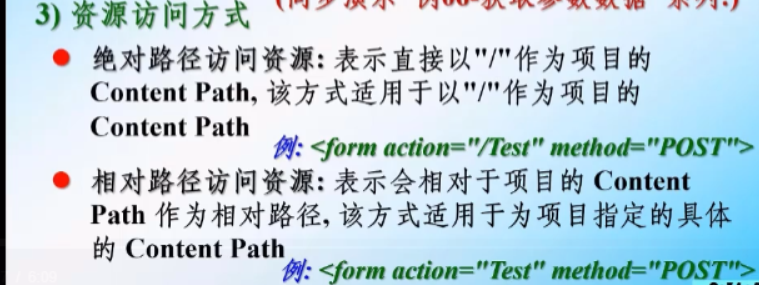 3) 资源访问方式
● 绝对路径访问资源: 表示直接以"/"作为项目的
Content Path, 该方式适用于以"/"作为项目的
Content Path
例: <form action="/Test" method="POST">
● 相对路径访问资源: 表示会相对于项目的 Content
Path 作为相对路径, 该方式适用于为项目指定的具体
的 Content Path
例: <form action="Test" method="POST">